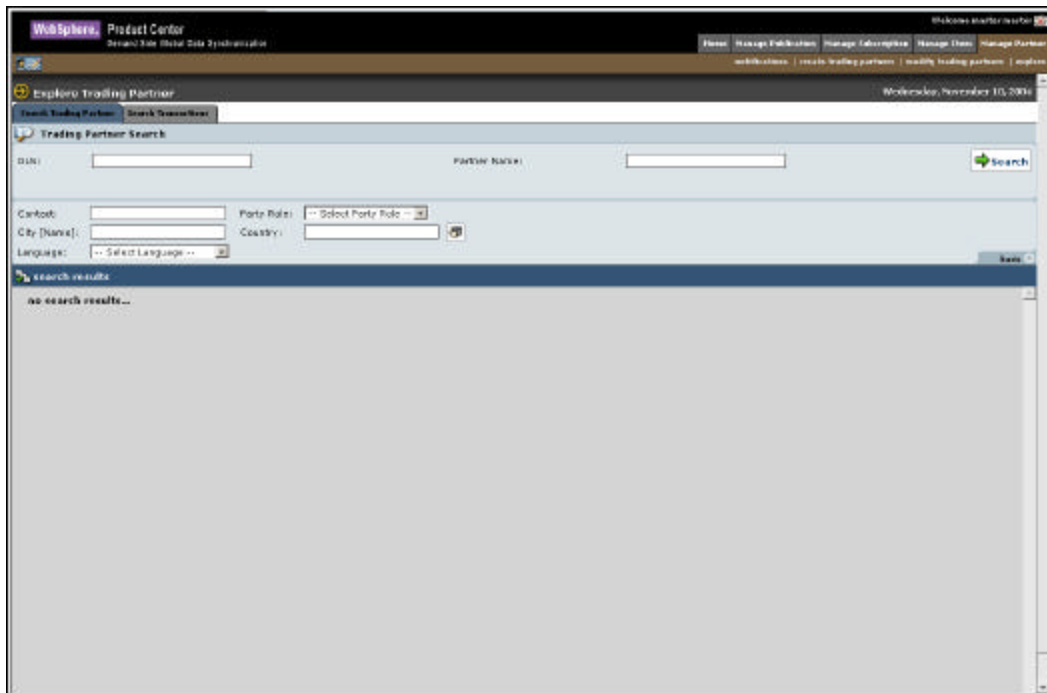 Welcome master master
WebSphere. Product Center
Demand Side Global Data Synchronization
Home Manage Publication Manage Subscription Manage Item Manage Partner
notifications | create trading partners | modify trading partners | explore
Explore Trading Partner Wednesday, November 10, 2004
Search Trading Partner Search Transactions
Trading Partner Search
GLN: Partner Name: Search
Contact: Party Role: -- Select Party Role --
City [Name]: Country:
Language: -- Select Language --
Basic
search results
no search results...